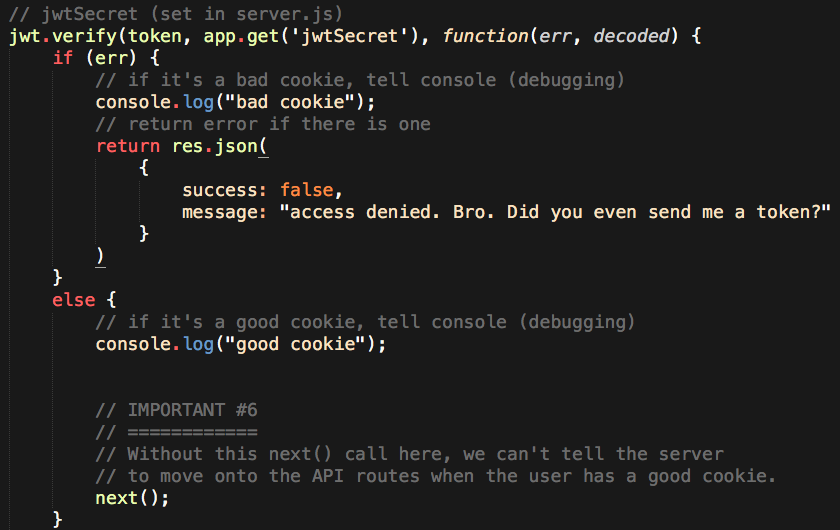 // jwtSecret (set in server.js)
jwt.verify(token, app.get('jwtSecret'), function(err, decoded) {
    if (err) {
        // if it's a bad cookie, tell console (debugging)
        console.log("bad cookie");
        // return error if there is one
        return res.json(
            {
                success: false,
                message: "access denied. Bro. Did you even send me a token?"
            }
        )
    }
    else {
        // if it's a good cookie, tell console (debugging)
        console.log("good cookie");
        // IMPORTANT #6
        // ============
        // Without this next() call here, we can't tell the server
        // to move onto the API routes when the user has a good cookie.
        next();
    }